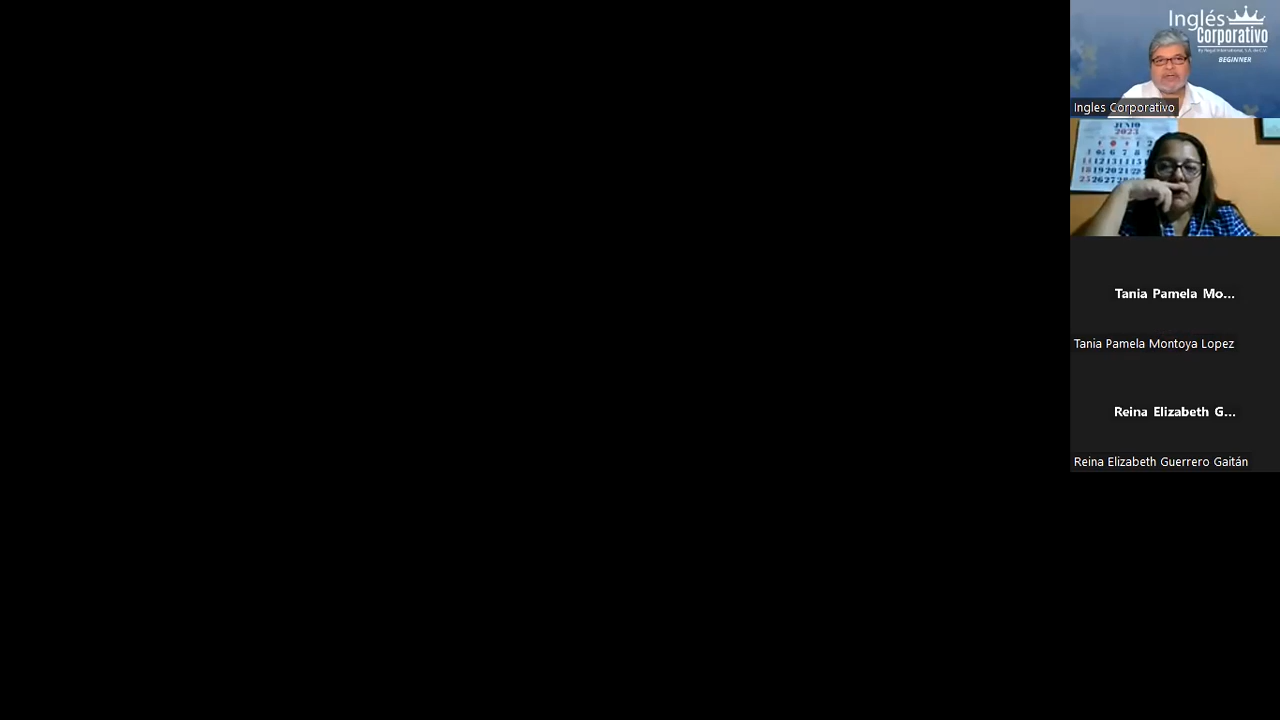 Inglés
Corporativo
BEGINNER
Ingles Corporativo
JUNIO
2023
Tania Pamela Mo...
Tania Pamela Montoya Lopez
Reina Elizabeth G...
Reina Elizabeth Guerrero Gaitán